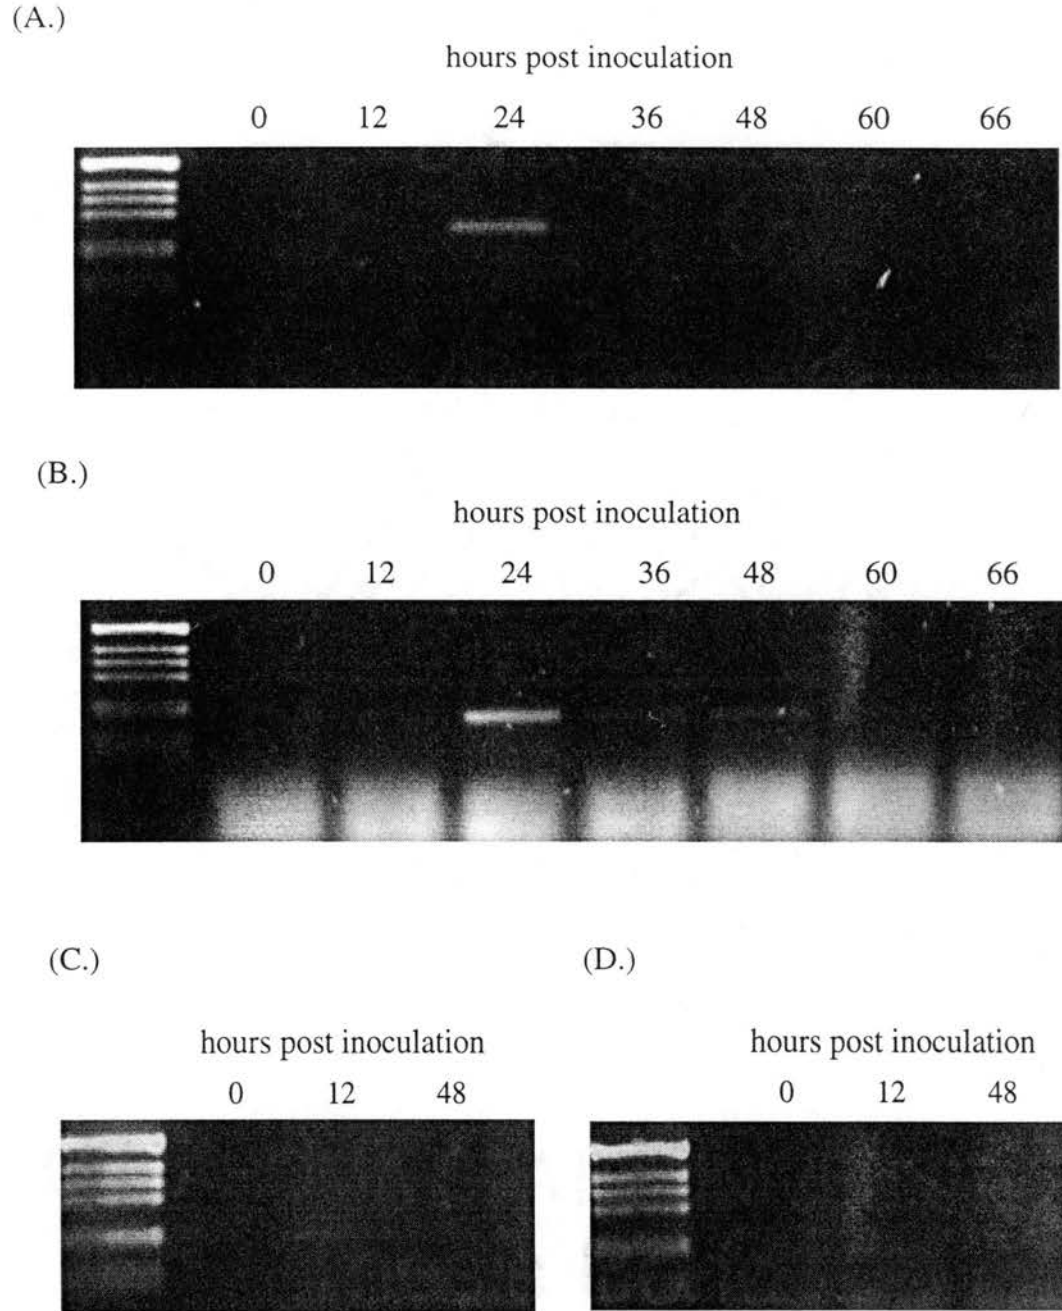 (A.)
hours post inoculation
0 12 24 36 48 60 66
(B.)
hours post inoculation
0 12 24 36 48 60 66
(C.)
hours post inoculation
0 12 48
(D.)
hours post inoculation
0 12 48